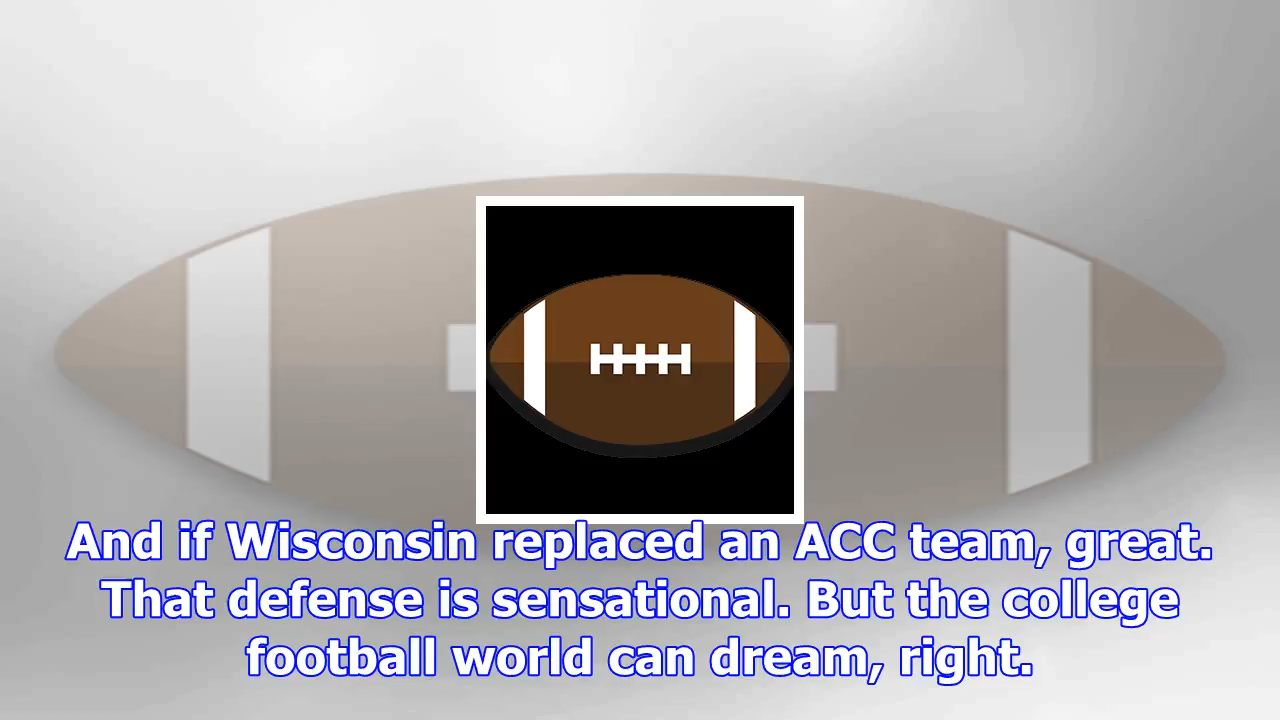 And if Wisconsin replaced an ACC team, great.
That defense is sensational. But the college
football world can dream, right.